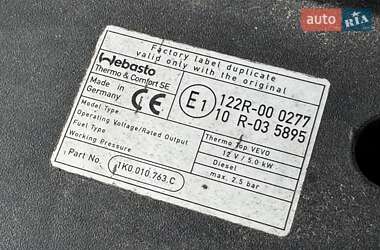 auto RIA
Factory label duplicate
valid only with the original
Webasto
Thermo & Comfort SE
Made in
Germany
CE
E1
122R-00 0277
10 R-03 5895
Model Type:
Operating Voltage/Rated Output
Fuel Type
Working Pressure
Thermo Top VEVO
12 V / 5.0 kW
Diesel
max. 2.5 bar
Part No.
1K0.010.763.C